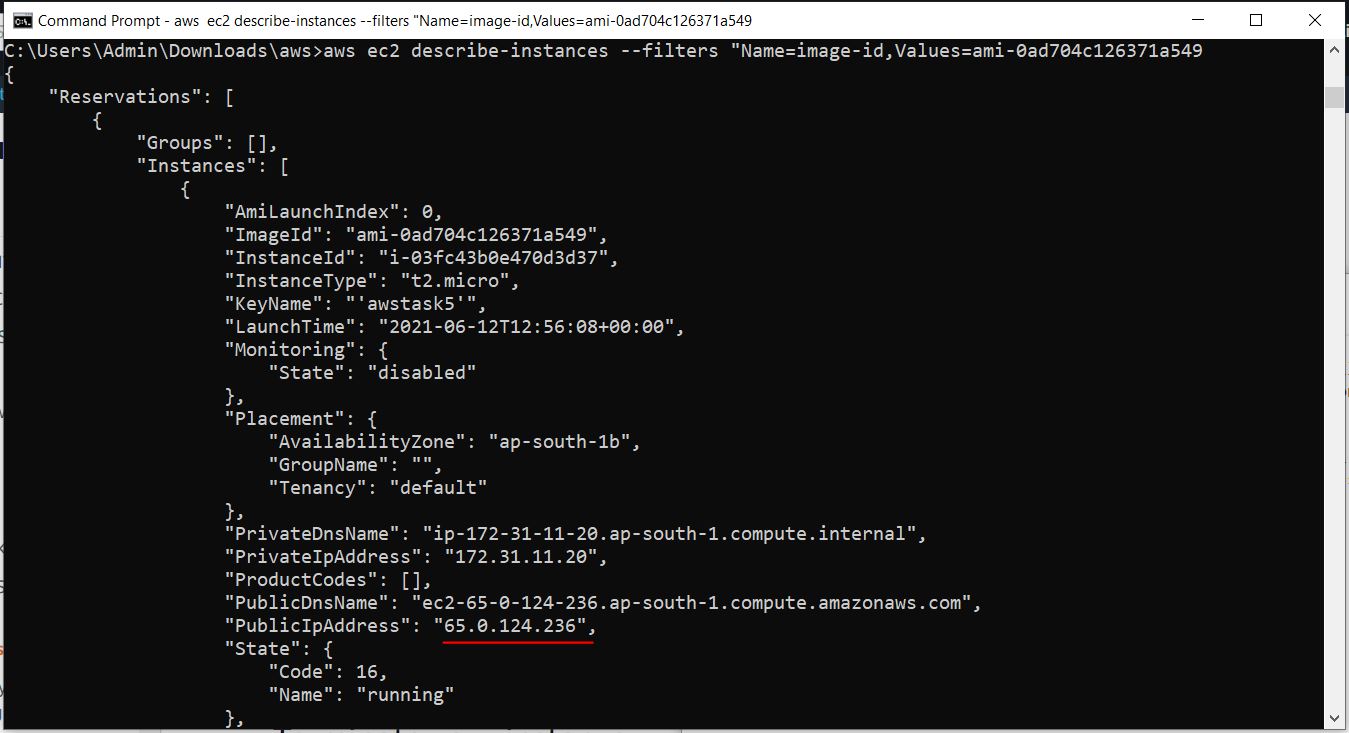 Command Prompt - aws  ec2 describe-instances --filters "Name=image-id,Values=ami-0ad704c126371a549
C:\Users\Admin\Downloads\aws>aws ec2 describe-instances --filters "Name=image-id,Values=ami-0ad704c126371a549
{
    "Reservations": [
        {
            "Groups": [],
            "Instances": [
                {
                    "AmiLaunchIndex": 0,
                    "ImageId": "ami-0ad704c126371a549",
                    "InstanceId": "i-03fc43b0e470d3d37",
                    "InstanceType": "t2.micro",
                    "KeyName": "'awstask5'",
                    "LaunchTime": "2021-06-12T12:56:08+00:00",
                    "Monitoring": {
                        "State": "disabled"
                    },
                    "Placement": {
                        "AvailabilityZone": "ap-south-1b",
                        "GroupName": "",
                        "Tenancy": "default"
                    },
                    "PrivateDnsName": "ip-172-31-11-20.ap-south-1.compute.internal",
                    "PrivateIpAddress": "172.31.11.20",
                    "ProductCodes": [],
                    "PublicDnsName": "ec2-65-0-124-236.ap-south-1.compute.amazonaws.com",
                    "PublicIpAddress": "65.0.124.236",
                    "State": {
                        "Code": 16,
                        "Name": "running"
                    },